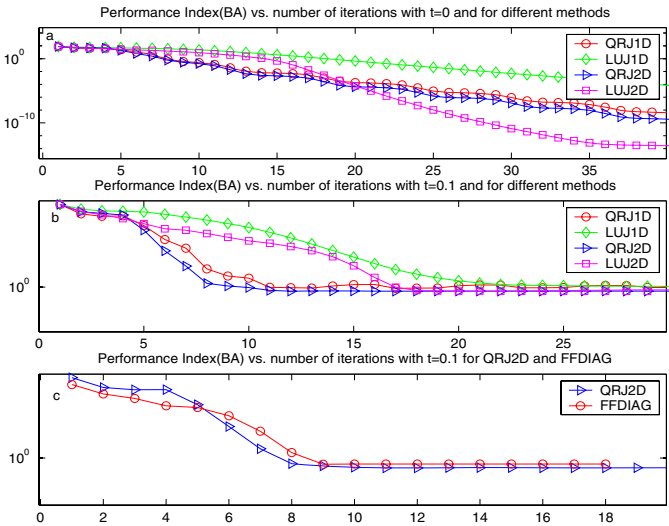 Performance Index(BA) vs. number of iterations with t=0 and for different methods
a
10^0
10^-10
QRJ1D
LUJ1D
QRJ2D
LUJ2D
0 5 10 15 20 25 30 35
Performance Index(BA) vs. number of iterations with t=0.1 and for different methods
b
10^0
QRJ1D
LUJ1D
QRJ2D
LUJ2D
0 5 10 15 20 25
Performance Index(BA) vs. number of iterations with t=0.1 for QRJ2D and FFDIAG
c
10^0
QRJ2D
FFDIAG
0 2 4 6 8 10 12 14 16 18